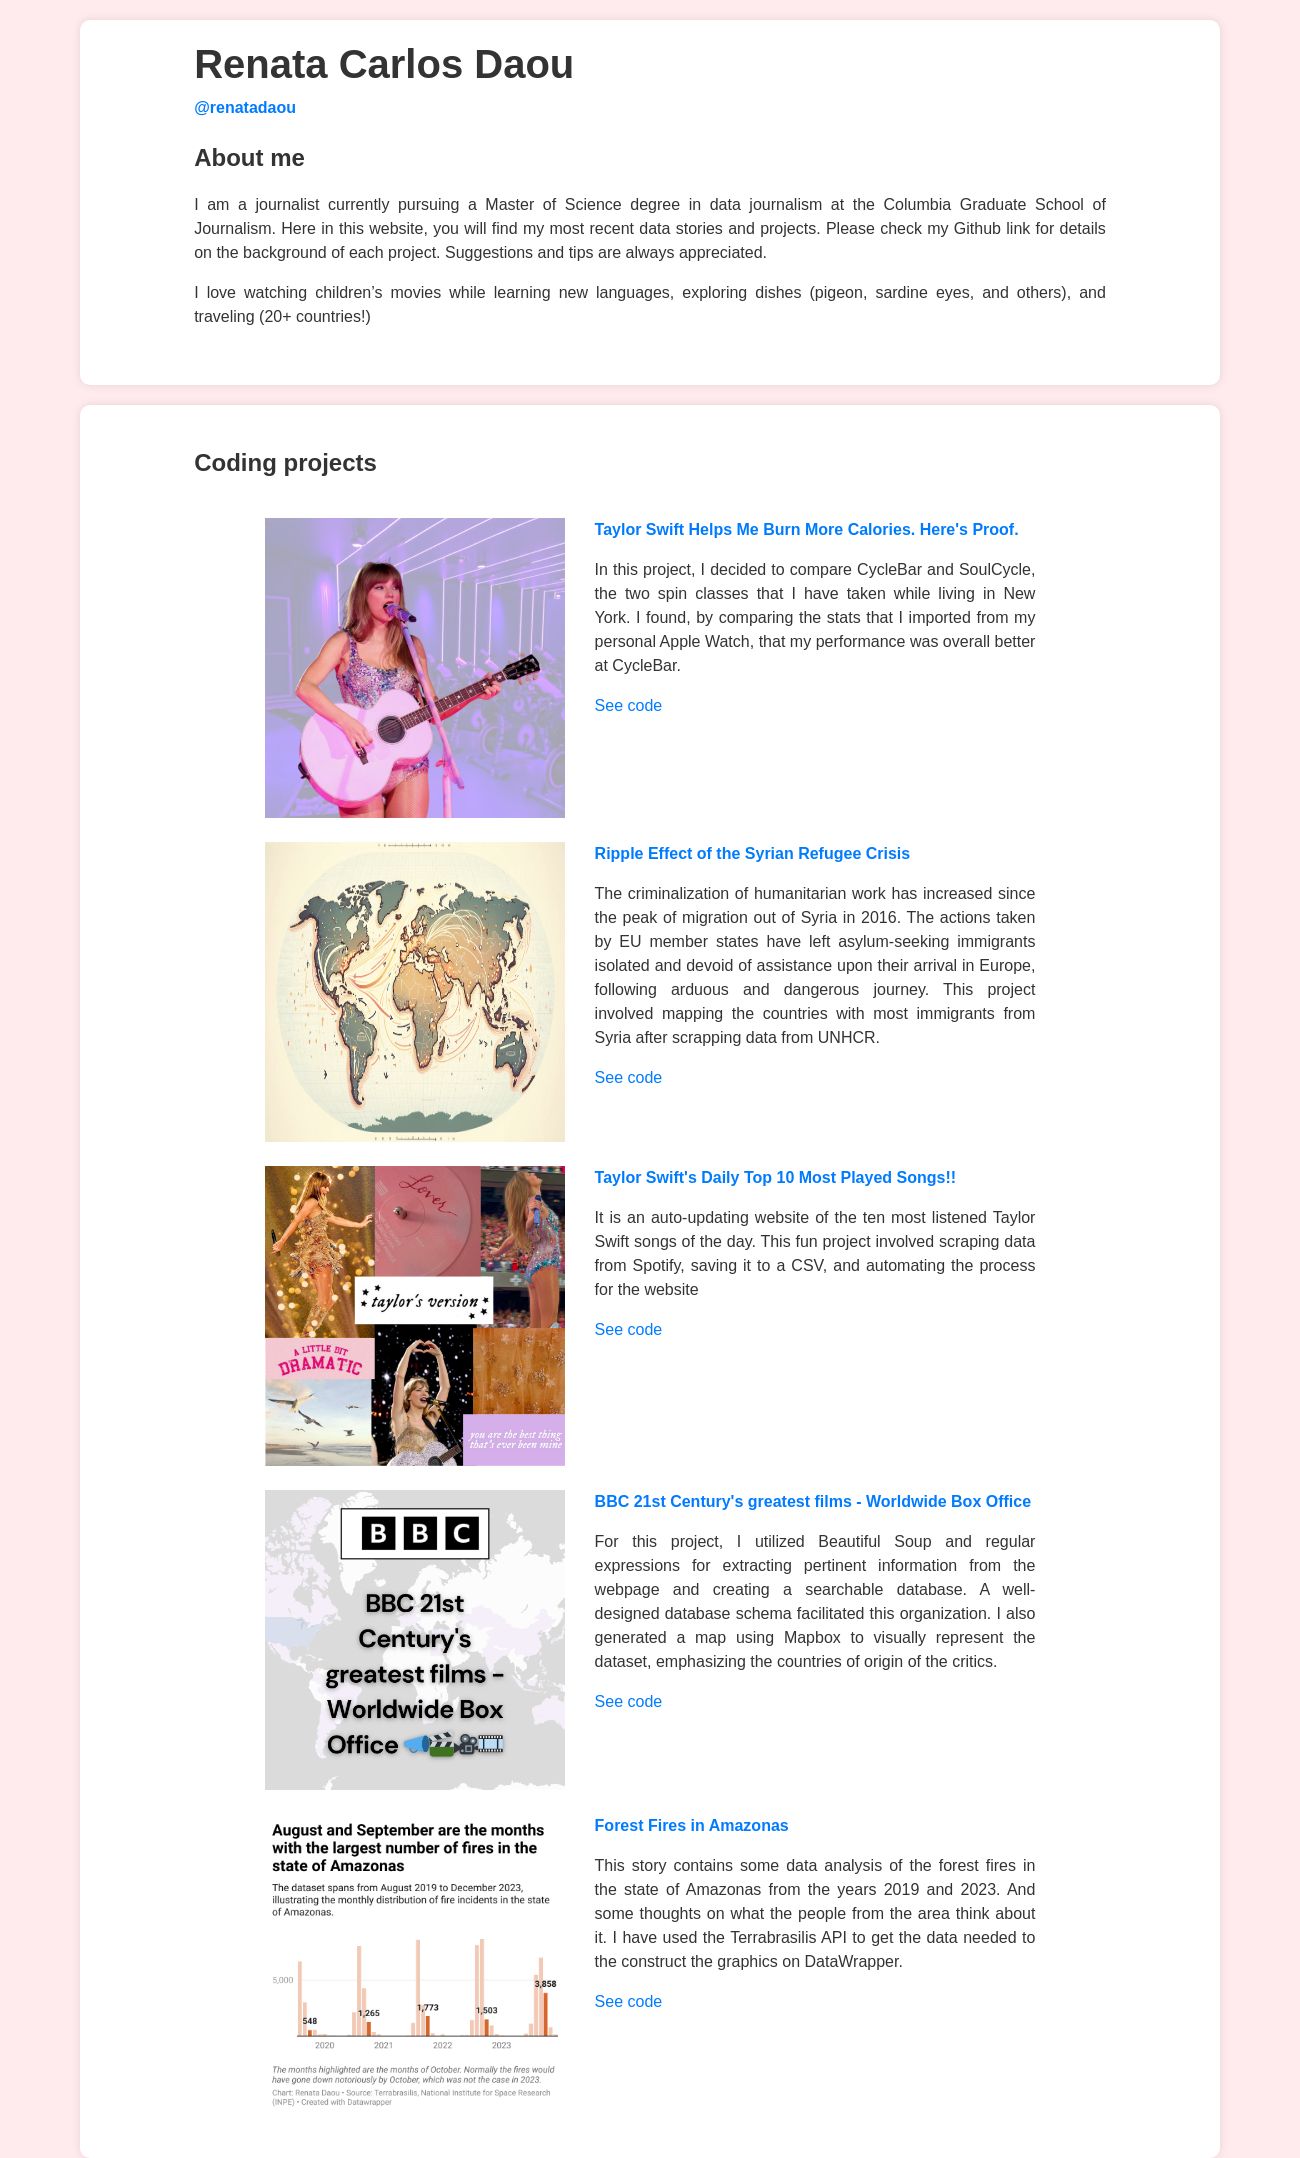 Renata Carlos Daou
@renatadaou
About me
I am a journalist currently pursuing a Master of Science degree in data journalism at the Columbia Graduate School of
Journalism. Here in this website, you will find my most recent data stories and projects. Please check my Github link for details
on the background of each project. Suggestions and tips are always appreciated.
I love watching children’s movies while learning new languages, exploring dishes (pigeon, sardine eyes, and others), and
traveling (20+ countries!)
Coding projects
Taylor Swift Helps Me Burn More Calories. Here's Proof.
In this project, I decided to compare CycleBar and SoulCycle,
the two spin classes that I have taken while living in New
York. I found, by comparing the stats that I imported from my
personal Apple Watch, that my performance was overall better
at CycleBar.
See code
Ripple Effect of the Syrian Refugee Crisis
The criminalization of humanitarian work has increased since
the peak of migration out of Syria in 2016. The actions taken
by EU member states have left asylum-seeking immigrants
isolated and devoid of assistance upon their arrival in Europe,
following arduous and dangerous journey. This project
involved mapping the countries with most immigrants from
Syria after scrapping data from UNHCR.
See code
Lover
taylor's version
A LITTLE BIT
DRAMATIC
you are the best thing
that's ever been mine
Taylor Swift's Daily Top 10 Most Played Songs!!
It is an auto-updating website of the ten most listened Taylor
Swift songs of the day. This fun project involved scraping data
from Spotify, saving it to a CSV, and automating the process
for the website
See code
BBC
BBC 21st
Century's
greatest films -
Worldwide Box
Office
BBC 21st Century's greatest films - Worldwide Box Office
For this project, I utilized Beautiful Soup and regular
expressions for extracting pertinent information from the
webpage and creating a searchable database. A well-
designed database schema facilitated this organization. I also
generated a map using Mapbox to visually represent the
dataset, emphasizing the countries of origin of the critics.
See code
August and September are the months
with the largest number of fires in the
state of Amazonas
The dataset spans from August 2019 to December 2023,
illustrating the monthly distribution of fire incidents in the state
of Amazonas.
5,000
548
1,265
1,773
1,503
3,858
2020
2021
2022
2023
The months highlighted are the months of October. Normally the fires would
have gone down notoriously by October, which was not the case in 2023.
Chart: Renata Daou • Source: Terrabrasilis, National Institute for Space Research
(INPE) • Created with Datawrapper
Forest Fires in Amazonas
This story contains some data analysis of the forest fires in
the state of Amazonas from the years 2019 and 2023. And
some thoughts on what the people from the area think about
it. I have used the Terrabrasilis API to get the data needed to
the construct the graphics on DataWrapper.
See code